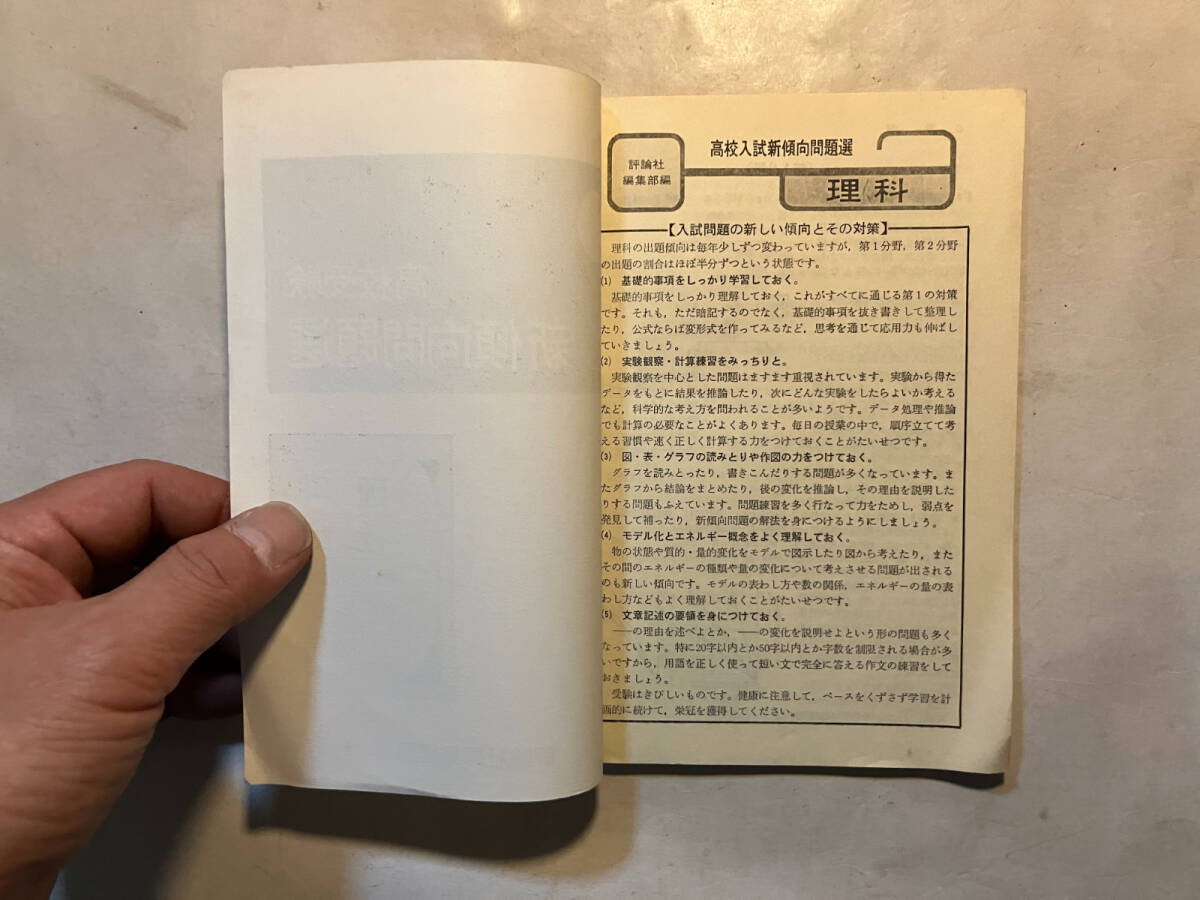 評論社
編集部編
高校入試新傾向問題選
理科
【入試問題の新しい傾向とその対策】
理科の出題傾向は毎年少しずつ変わっていますが,第1分野,第2分野
の出題の割合はほぼ半分ずつという状態です。
(1) 基礎的事項をしっかり学習しておく。
基礎的事項をしっかり理解しておく,これがすべてに通じる第1の対策
です。それも,ただ暗記するのでなく,基礎的事項を抜き書きして整理し
たり,公式ならば変形式を作ってみるなど,思考を通じて応用力も伸ばし
ていきましょう。
(2) 実験観察・計算練習をみっちりと。
実験観察を中心とした問題はますます重視されています。実験から得た
データをもとに結果を推論したり,次にどんな実験をしたらよいか考える
など,科学的な考え方を問われることが多いようです。データ処理や推論
でも計算の必要なことがよくあります。毎日の授業の中で,順序立てて考
える習慣や速く正しく計算する力をつけておくことがたいせつです。
(3) 図・表・グラフの読みとりや作図の力をつけておく。
グラフを読みとったり,書きこんだりする問題が多くなっています。ま
たグラフから結論をまとめたり,後の変化を推論し,その理由を説明した
りする問題もふえています。問題練習を多く行なって力をためし,弱点を
発見して補ったり,新傾向問題の解法を身につけるようにしましょう。
(4) モデル化とエネルギー概念をよく理解しておく。
物の状態や質的・量的変化をモデルで図示したり図から考えたり,また
その間のエネルギーの種類や量の変化について考えさせる問題が出される
のも新しい傾向です。モデルの表わし方や数の関係,エネルギーの量の表
わし方などもよく理解しておくことがたいせつです。
(5) 文章記述の要領を身につけておく。
——の理由を述べよとか,——の変化を説明せよという形の問題も多く
なっています。特に20字以内とか50字以内とか字数を制限される場合が多
いですから,用語を正しく使って短い文で完全に答える作文の練習をして
おきましょう。
受験はきびしいものです。健康に注意して,ペースをくずさず学習を計
画的に続けて,栄冠を獲得してください。